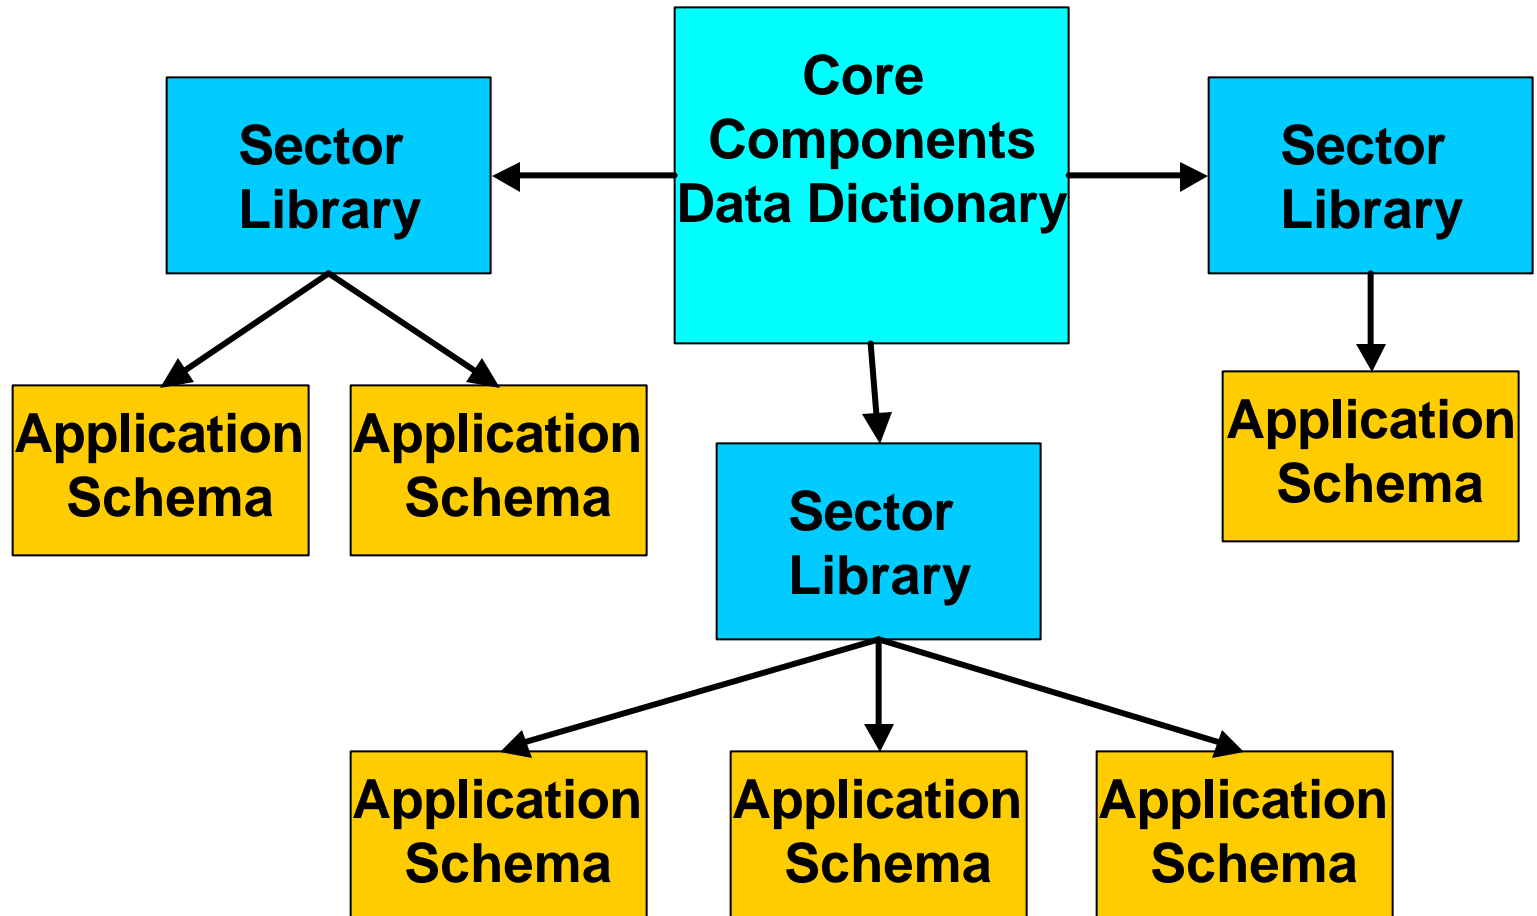 Core
Components
Data Dictionary
Sector
Library
Sector
Library
Application
Schema
Application
Schema
Application
Schema
Sector
Library
Application
Schema
Application
Schema
Application
Schema